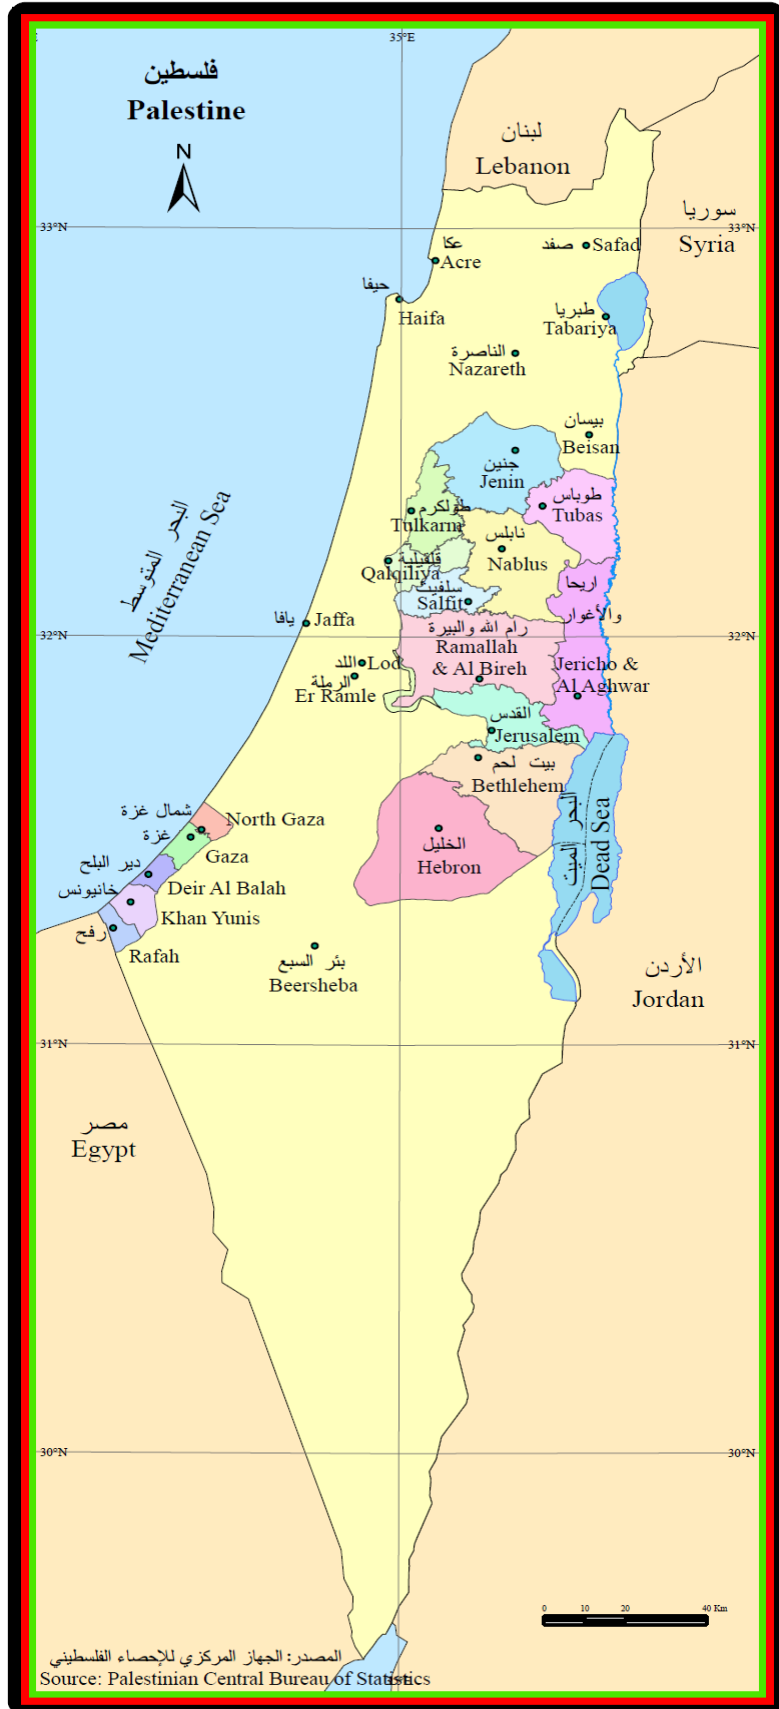 فلسطين
Palestine
N
35°E
لبنان
Lebanon
سوريا
Syria
33°N
33°N
عكا
Acre
صفد Safad
حيفا
Haifa
طبريا
Tabariya
الناصرة
Nazareth
بيسان
Beisan
جنين
Jenin
طولكرم
Tulkarm
طوباس
Tubas
نابلس
Nablus
قلقيلية
Qalqiliya
سلفيت
Salfit
اريحا
والأغوار
Jericho &
Al Aghwar
البحر المتوسط
Mediterranean Sea
يافا Jaffa
32°N
32°N
رام الله والبيرة
Ramallah
& Al Bireh
اللد Lod
الرملة
Er Ramle
القدس
Jerusalem
بيت لحم
Bethlehem
البحر الميت
Dead Sea
شمال غزة
North Gaza
غزة
Gaza
دير البلح
Deir Al Balah
خانيونس
Khan Yunis
رفح
Rafah
الخليل
Hebron
بئر السبع
Beersheba
الأردن
Jordan
31°N
31°N
مصر
Egypt
30°N
30°N
0 10 20 40 Km
المصدر: الجهاز المركزي للإحصاء الفلسطيني
Source: Palestinian Central Bureau of Statistics